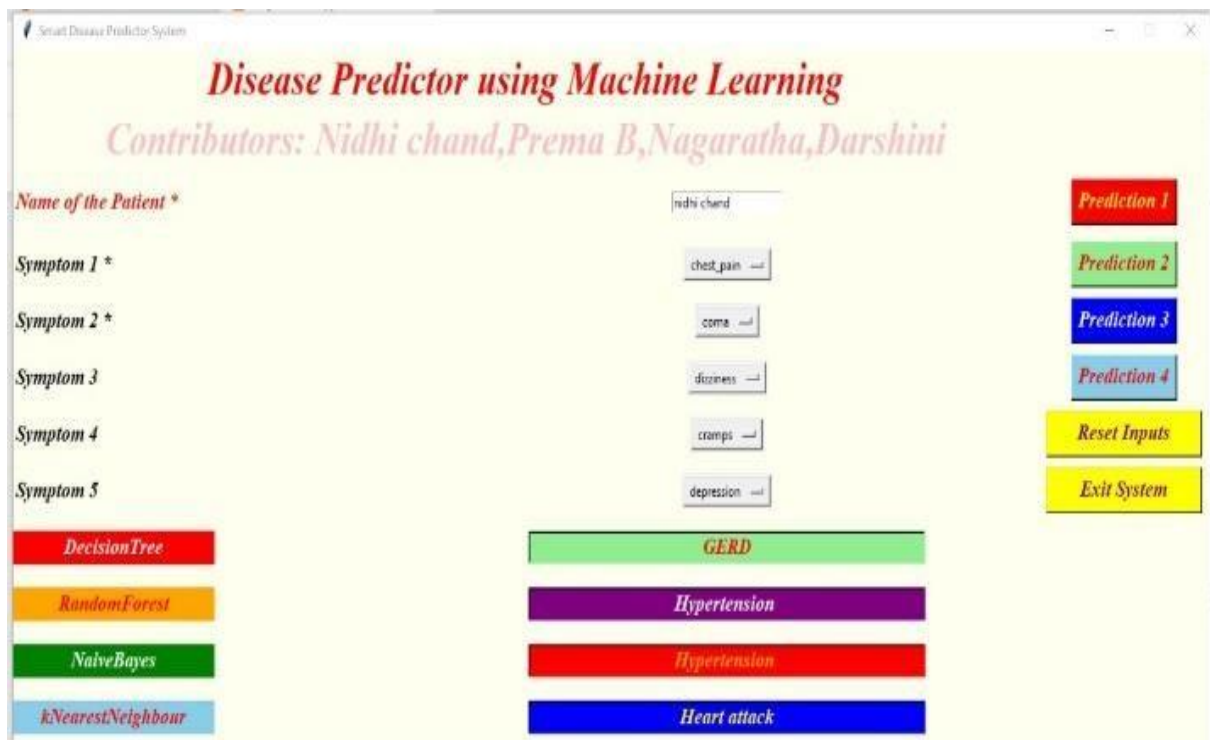 Smart Disease Predictor System
Disease Predictor using Machine Learning
Contributors: Nidhi chand,Prema B,Nagaratha,Darshini
Name of the Patient * nidhi chand Prediction 1
Symptom 1 * chest_pain Prediction 2
Symptom 2 * coma Prediction 3
Symptom 3 dizziness Prediction 4
Symptom 4 cramps Reset Inputs
Symptom 5 depression Exit System
DecisionTree GERD
RandomForest Hypertension
NaiveBayes Hypertension
kNearestNeighbour Heart attack